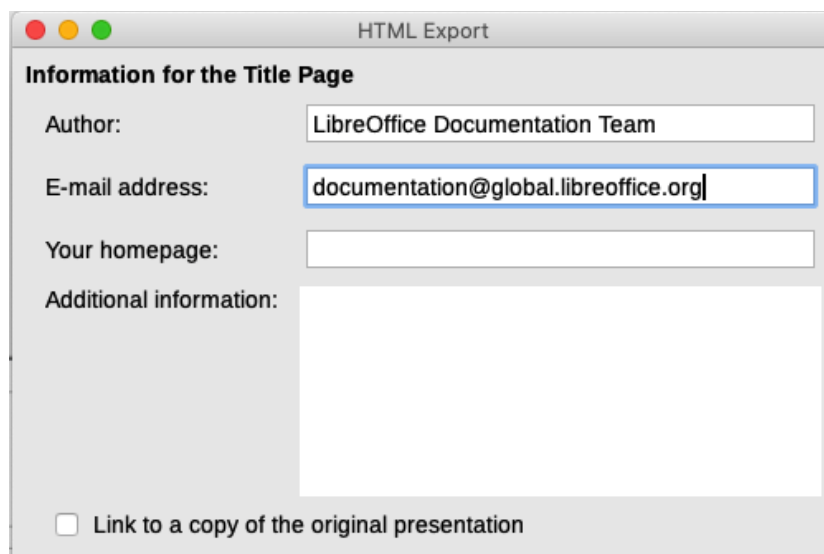 HTML Export
Information for the Title Page
Author: LibreOffice Documentation Team
E-mail address: documentation@global.libreoffice.org
Your homepage:
Additional information:
Link to a copy of the original presentation